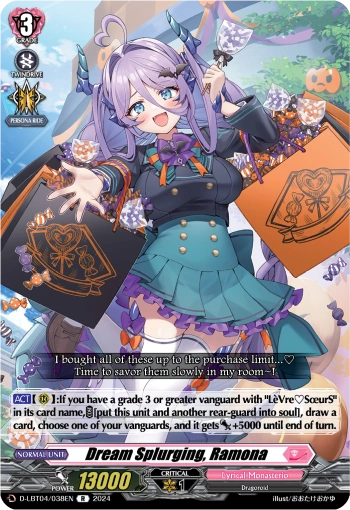 3
GRADE
TWINDRIVE
PERSONA RIDE
I bought all of these up to the purchase limit...♡
Time to savor them slowly in my room~!
ACT【 】:If you have a grade 3 or greater vanguard with "LèVre♡SœurS"
in its card name, [put this unit and another rear-guard into soul], draw a
card, choose one of your vanguards, and it gets +5000 until end of turn.
NORMAL UNIT
Dream Splurging, Ramona
POWER 13000
CRITICAL
1
Lyrical Monasterio
Dragoroid
D-LBT04/038EN R 2024
illust/おおたけおかゆ